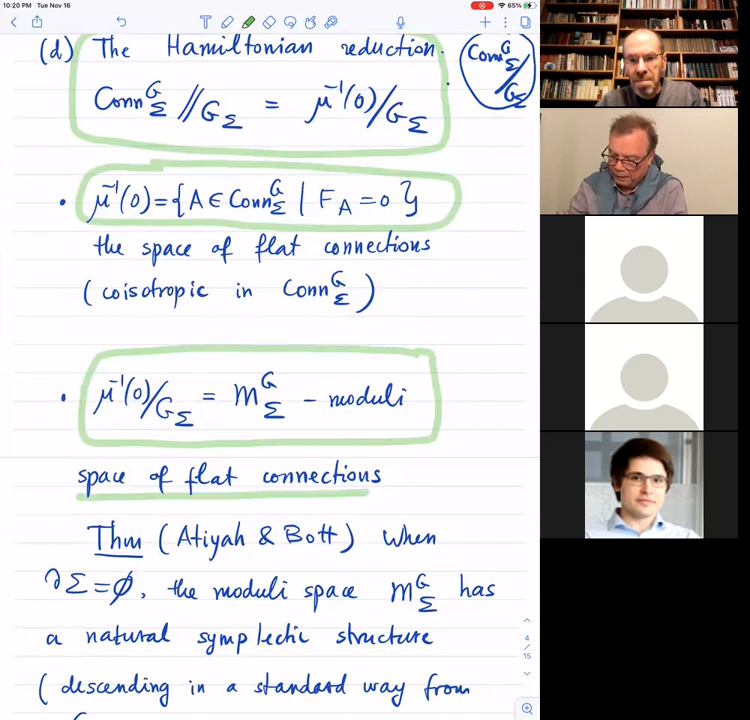 10:20 PM Tue Nov 16
65%
(d) The Hamiltonian reduction.
Conn^G_Σ // G_Σ = μ^{-1}(0)/G_Σ
Conn^G_Σ / G_Σ
• μ^{-1}(0) = { A ∈ Conn^G_Σ | F_A = 0 }
the space of flat connections
( coisotropic in Conn^G_Σ )
• μ^{-1}(0)/G_Σ = M^G_Σ – moduli
space of flat connections
Thm ( Atiyah & Bott ) When
∂Σ = ∅, the moduli space M^G_Σ has
a natural symplectic structure
( descending in a standard way from
4
/
15